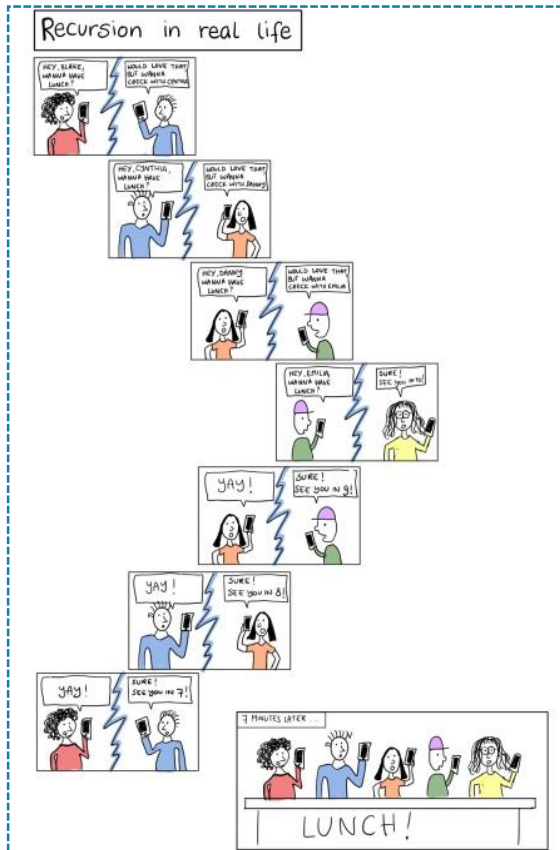 Recursion in real life
HEY, BLAKE,
WANNA HAVE
LUNCH?
WOULD LOVE THAT
BUT WANNA
CHECK WITH CYNTHIA
HEY, CYNTHIA,
WANNA HAVE
LUNCH?
WOULD LOVE THAT
BUT WANNA
CHECK WITH DANNY
HEY, DANNY
WANNA HAVE
LUNCH?
WOULD LOVE THAT
BUT WANNA
CHECK WITH EMILIA
HEY, EMILIA
WANNA HAVE
LUNCH?
SURE!
SEE YOU IN 10!
YAY!
SURE!
SEE YOU IN 9!
YAY!
SURE!
SEE YOU IN 8!
YAY!
SURE!
SEE YOU IN 7!
7 MINUTES LATER...
LUNCH!